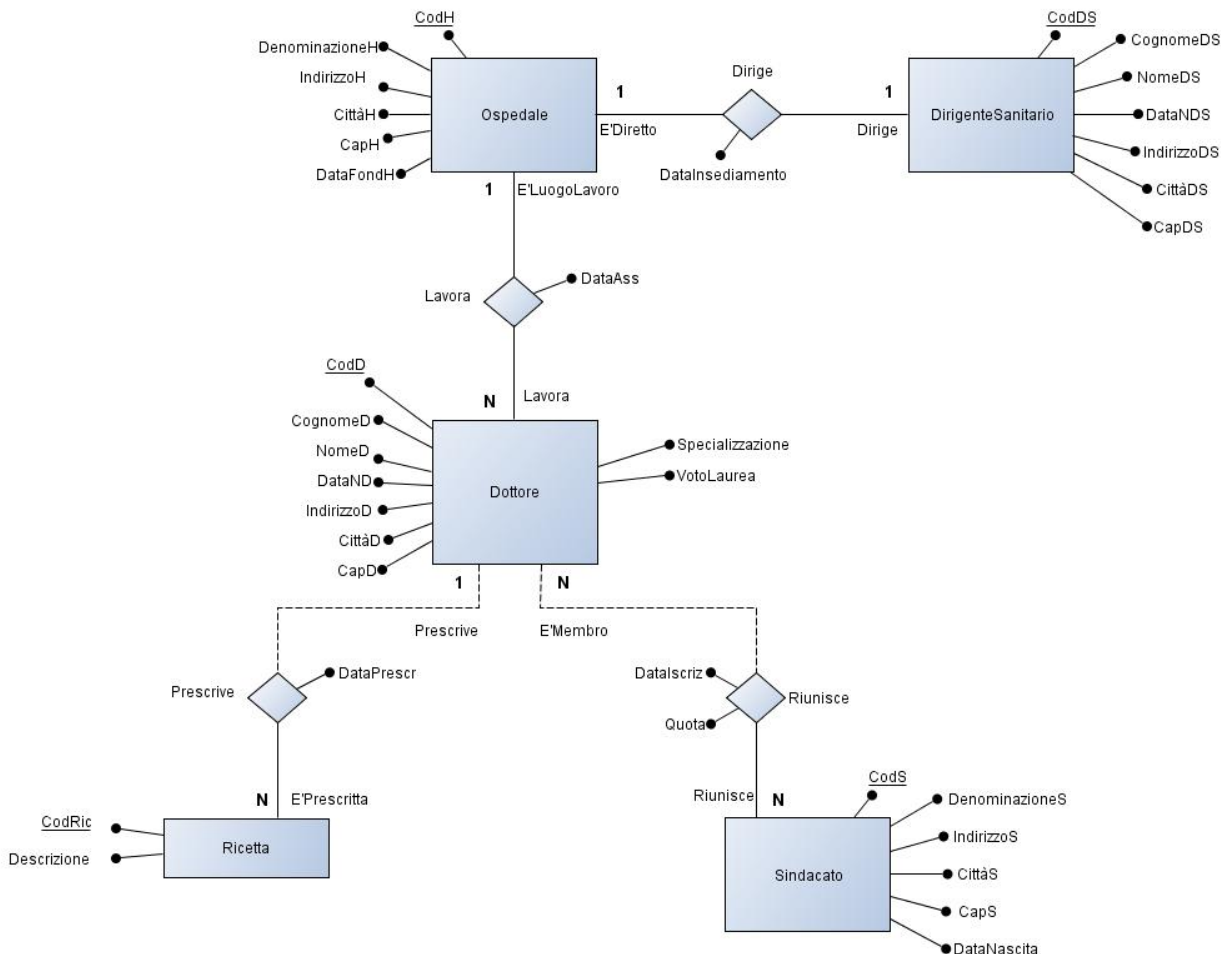 CodH
DenominazioneH
IndirizzoH
CittàH
CapH
DataFondH
Ospedale
1
E'Diretto
Dirige
DataInsediamento
1
Dirige
CodDS
CognomeDS
NomeDS
DataNDS
IndirizzoDS
CittàDS
CapDS
DirigenteSanitario
1
E'LuogoLavoro
Lavora
DataAss
N
Lavora
CodD
CognomeD
NomeD
DataND
IndirizzoD
CittàD
CapD
Dottore
Specializzazione
VotoLaurea
1
N
Prescrive
E'Membro
Prescrive
DataPrescr
DataIscriz
Quota
Riunisce
N
E'Prescritta
Riunisce
N
CodRic
Descrizione
Ricetta
CodS
DenominazioneS
IndirizzoS
CittàS
CapS
DataNascita
Sindacato